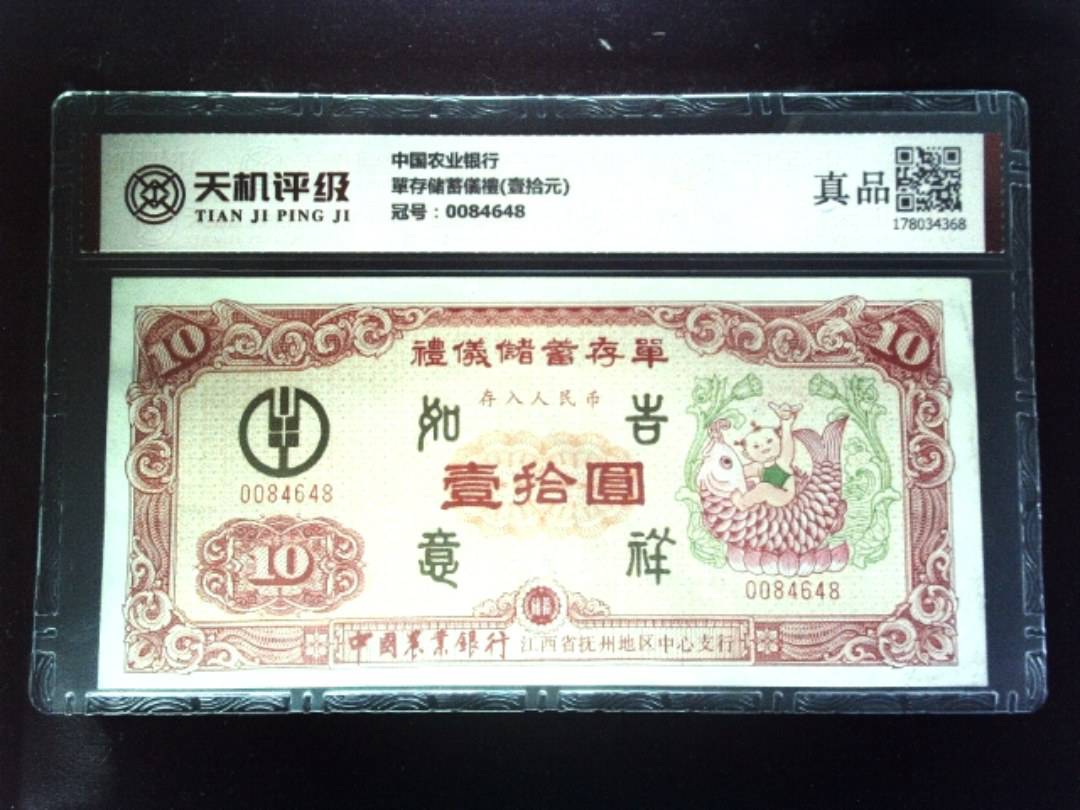 天机评级
TIAN JI PING JI
中国农业银行
單存储蓄儀禮(壹拾元)
冠号：0084648
真品
178034368
10
10
禮儀儲蓄存單
存入人民币
如意
吉祥
壹拾圓
0084648
10
0084648
中國農業銀行 江西省抚州地区中心支行